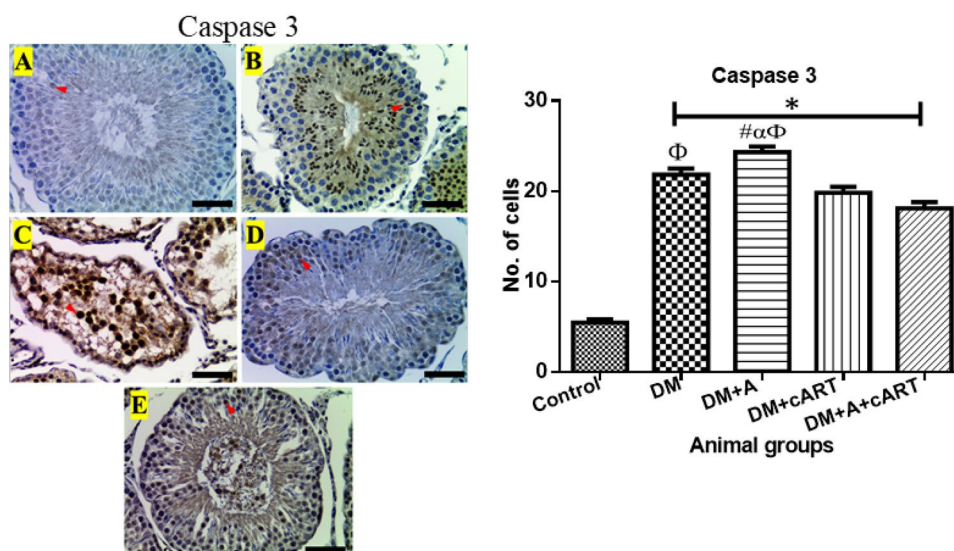 Caspase 3
A
B
C
D
E
Caspase 3
No. of cells
30
20
10
0
*
Φ
#αΦ
Control
DM
DM+A
DM+cART
DM+A+cART
Animal groups